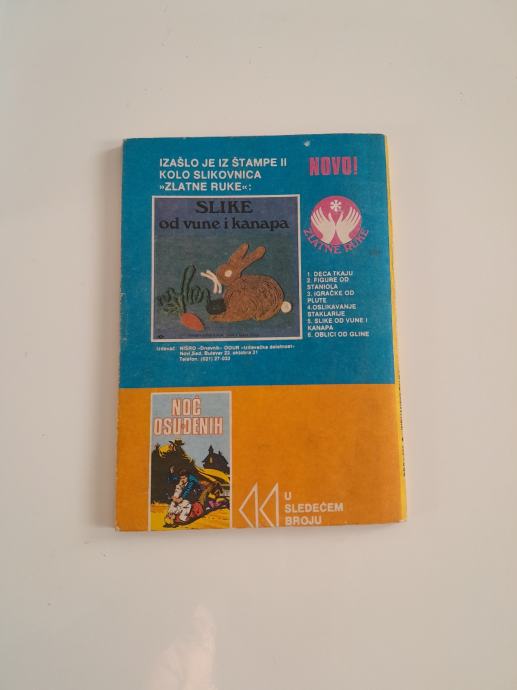 IZAŠLO JE IZ ŠTAMPE II
KOLO SLIKOVNICA
»ZLATNE RUKE«:
NOVO!
SLIKE
od vune i kanapa
ZLATNE RUKE
1. DECA TKAJU
2. FIGURE OD
STANIOLA
3. IGRAČKE OD
PLUTE
4. OSLIKAVANJE
STAKLARIJE
5. SLIKE OD VUNE I
KANAPA
6. OBLICI OD GLINE
Izdavač: NIŠRO »Dnevnik« OOUR »Izdavačka delatnost«
Novi Sad, Bulevar 23. oktobra 31
Telefon: (021) 27-033
NOĆ
OSUĐENIH
U
SLEDEĆEM
BROJU